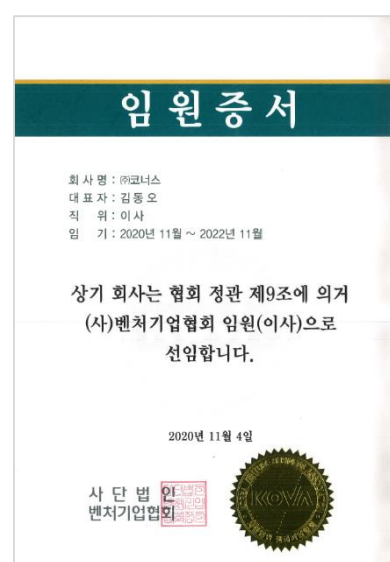 임원증서
회 사 명 : ㈜코너스
대 표 자 : 김동오
직    위 : 이사
임    기 : 2020년 11월 ~ 2022년 11월
상기 회사는 협회 정관 제9조에 의거
(사)벤처기업협회 임원(이사)으로
선임합니다.
2020년 11월 4일
사 단 법 인
벤처기업협회
KOVA